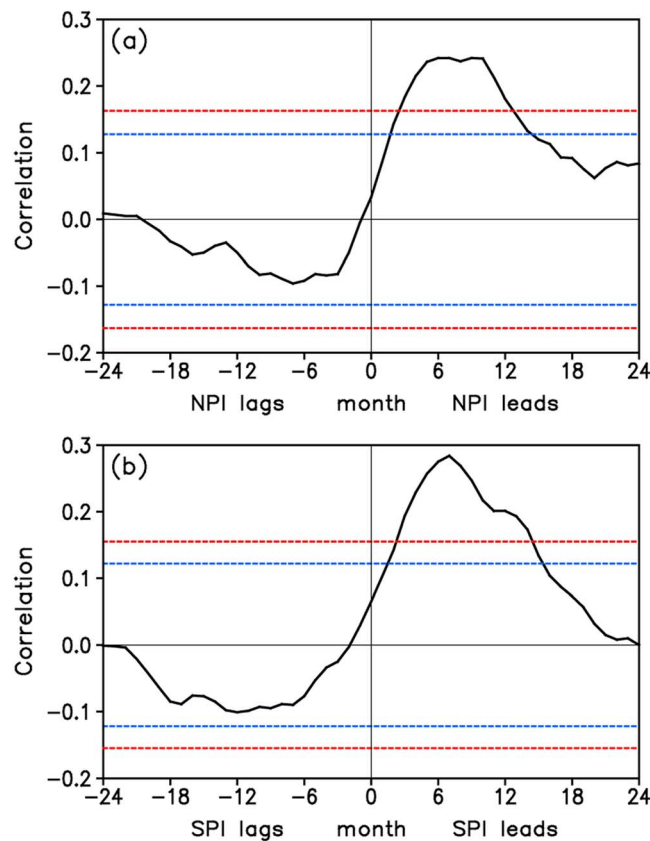 (a)
Correlation
0.3
0.2
0.1
0.0
−0.1
−0.2
−24 −18 −12 −6 0 6 12 18 24
NPI lags month NPI leads
(b)
Correlation
0.3
0.2
0.1
0.0
−0.1
−0.2
−24 −18 −12 −6 0 6 12 18 24
SPI lags month SPI leads